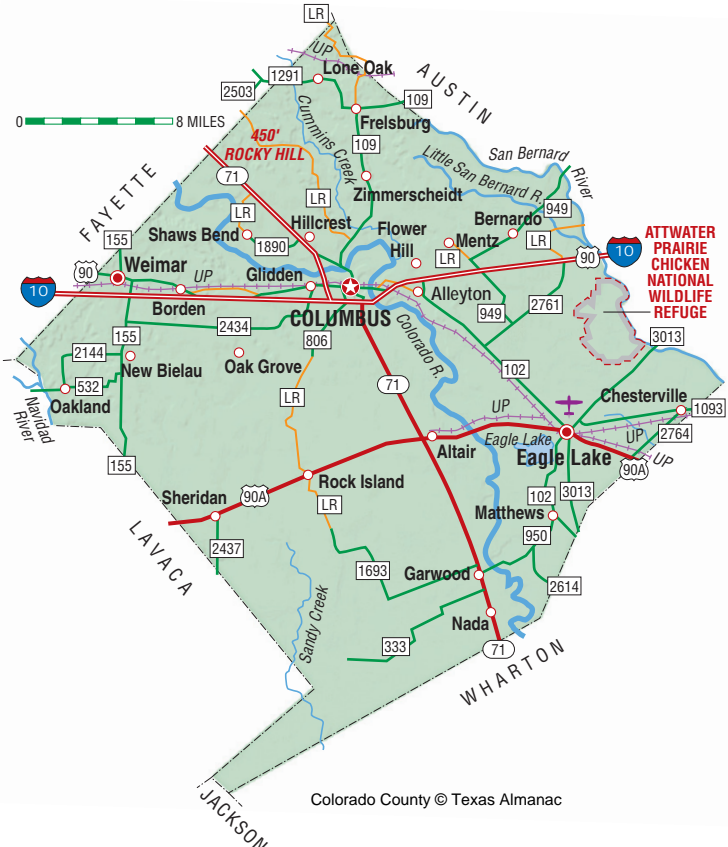 LR
UP
Lone Oak
AUSTIN
1291
2503
109
0
8 MILES
Frelsburg
450'
ROCKY HILL
Cummins Creek
109
San Bernard
River
Little San Bernard R.
71
FAYETTE
Zimmerscheidt
LR
LR
949
Bernardo
Hillcrest
Flower
Hill
Shaws Bend
1890
Mentz
LR
LR
155
90
Weimar
UP
Glidden
90
10
ATTWATER
PRAIRIE
CHICKEN
NATIONAL
WILDLIFE
REFUGE
10
Borden
COLUMBUS
Alleyton
2761
949
155
2434
806
Colorado R.
3013
2144
New Bielau
Oak Grove
102
532
Oakland
Navidad
River
71
LR
Chesterville
1093
UP
Eagle Lake
UP
2764
Altair
Eagle Lake
90A
UP
155
Rock Island
Sheridan
90A
LR
102
3013
Matthews
2437
950
LAVACA
1693
Garwood
2614
Sandy Creek
Nada
333
71
WHARTON
JACKSON
Colorado County © Texas Almanac